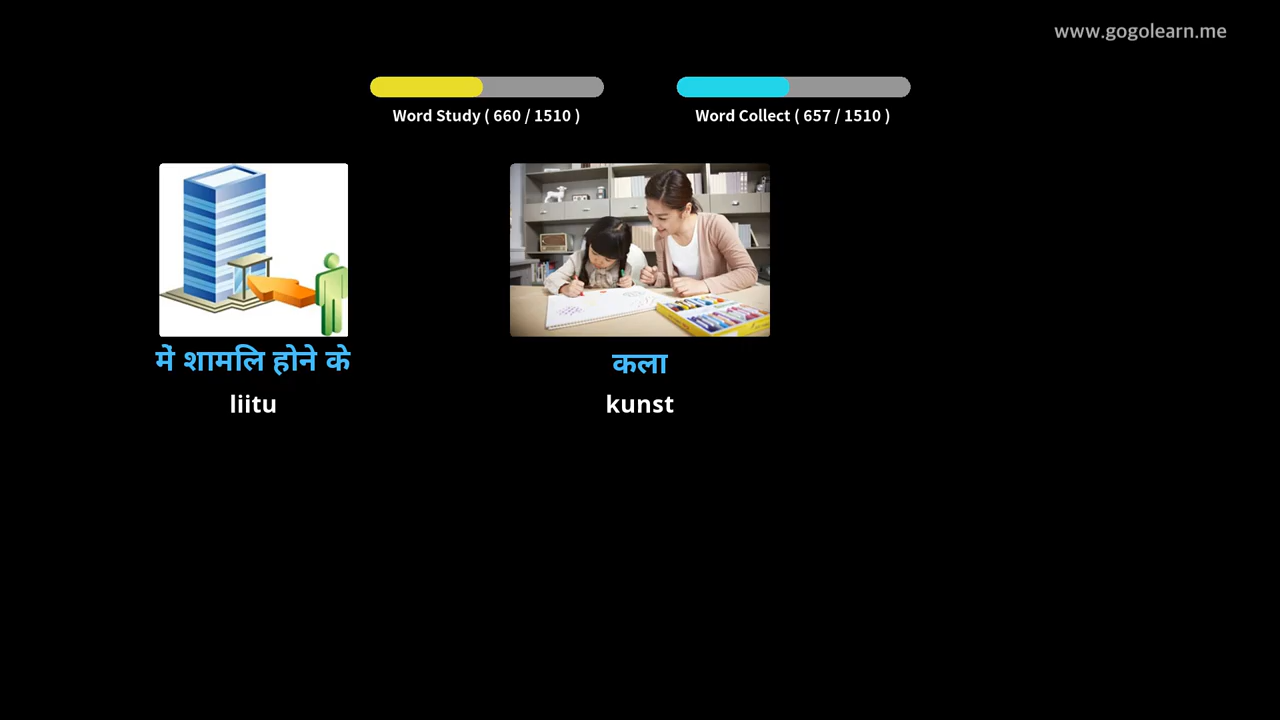 www.gogolearn.me
Word Study ( 660 / 1510 )
Word Collect ( 657 / 1510 )
में शामलि होने के
कला
liitu
kunst